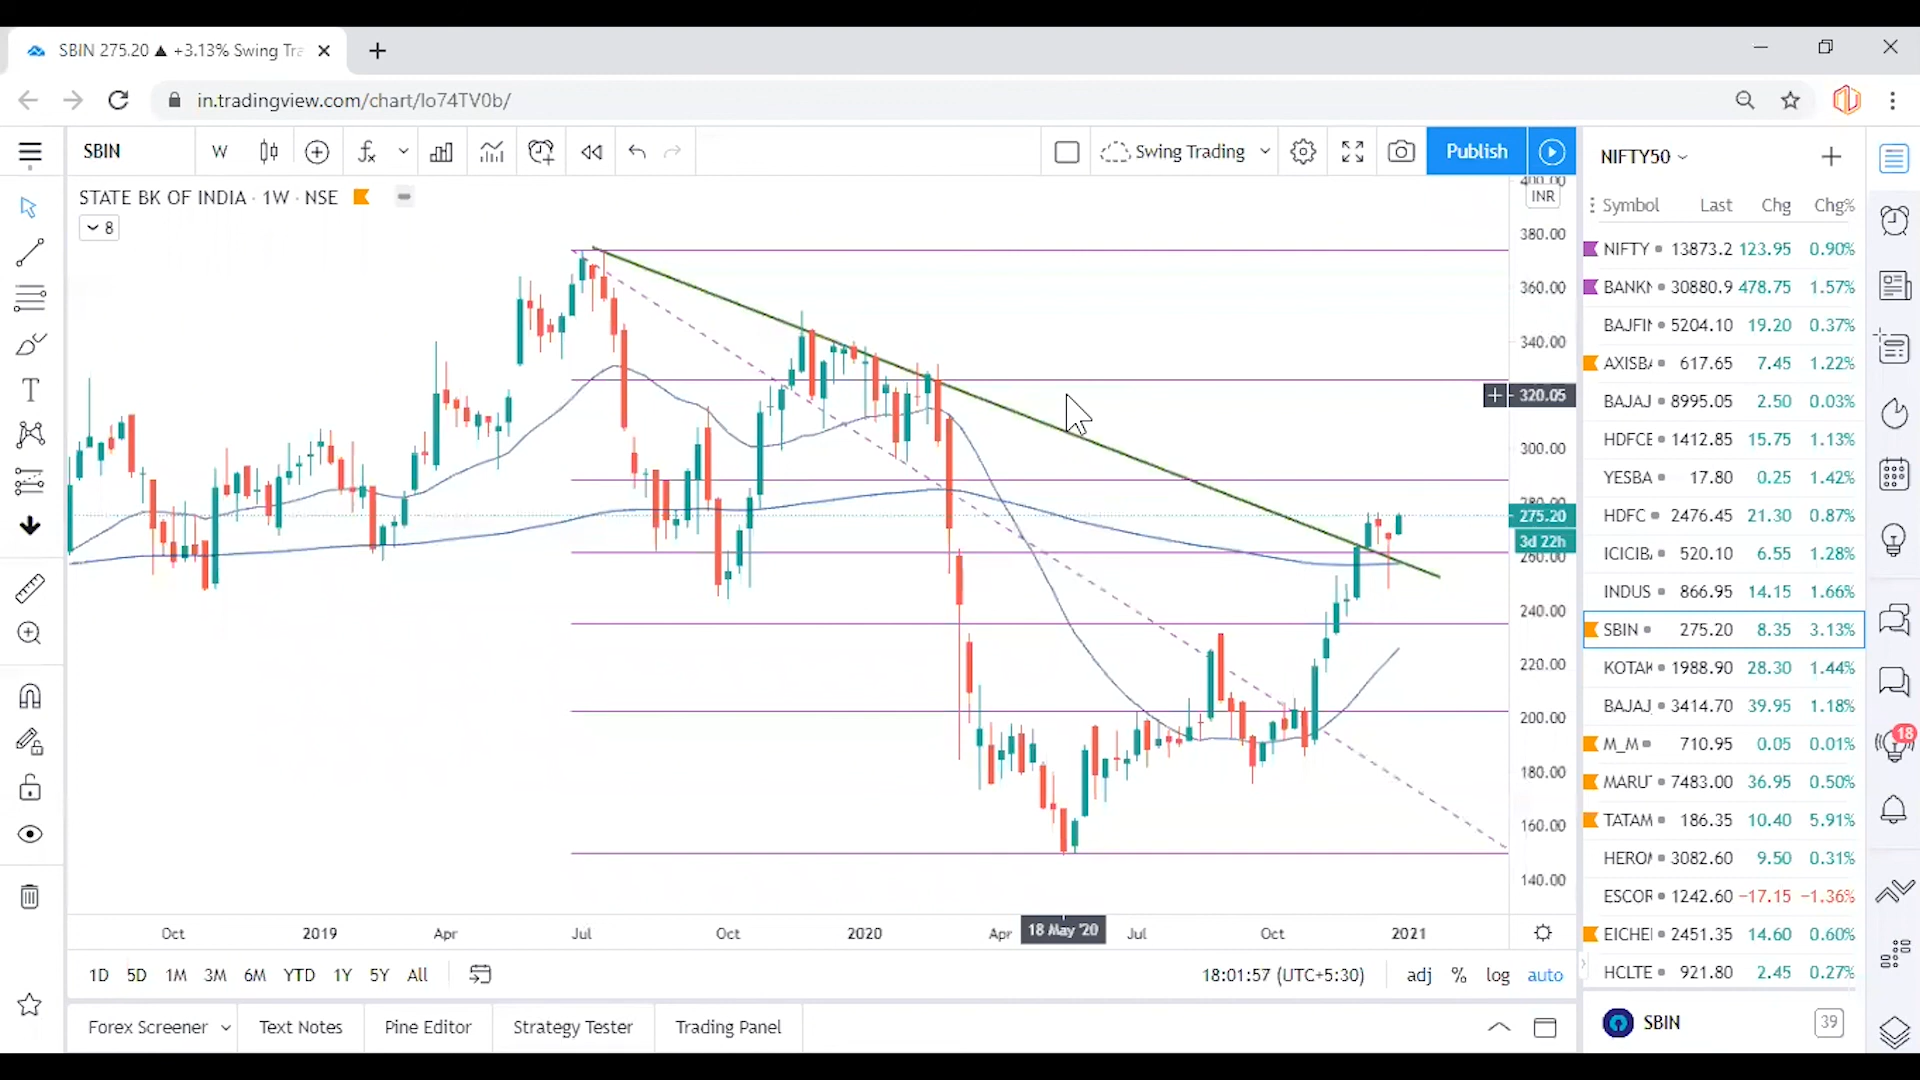 SBIN 275.20 ▲ +3.13% Swing Tra
in.tradingview.com/chart/Io74TV0b/
SBIN W Swing Trading Publish
STATE BK OF INDIA · 1W · NSE
8
400.00
INR
380.00
360.00
340.00
320.05
300.00
280.00
275.20
3d 22h
260.00
240.00
220.00
200.00
180.00
160.00
140.00
Oct 2019 Apr Jul Oct 2020 Apr 18 May '20 Jul Oct 2021
1D 5D 1M 3M 6M YTD 1Y 5Y All 18:01:57 (UTC+5:30) adj % log auto
Forex Screener Text Notes Pine Editor Strategy Tester Trading Panel
NIFTY50
Symbol Last Chg Chg%
NIFTY 13873.2 123.95 0.90%
BANKN 30880.9 478.75 1.57%
BAJFIN 5204.10 19.20 0.37%
AXISBA 617.65 7.45 1.22%
BAJAJ 8995.05 2.50 0.03%
HDFCB 1412.85 15.75 1.13%
YESBA 17.80 0.25 1.42%
HDFC 2476.45 21.30 0.87%
ICICIB 520.10 6.55 1.28%
INDUS 866.95 14.15 1.66%
SBIN 275.20 8.35 3.13%
KOTAK 1988.90 28.30 1.44%
BAJAJ 3414.70 39.95 1.18%
M_M 710.95 0.05 0.01%
MARUT 7483.00 36.95 0.50%
TATAM 186.35 10.40 5.91%
HEROM 3082.60 9.50 0.31%
ESCOR 1242.60 −17.15 −1.36%
EICHE 2451.35 14.60 0.60%
HCLTE 921.80 2.45 0.27%
SBIN 39
18